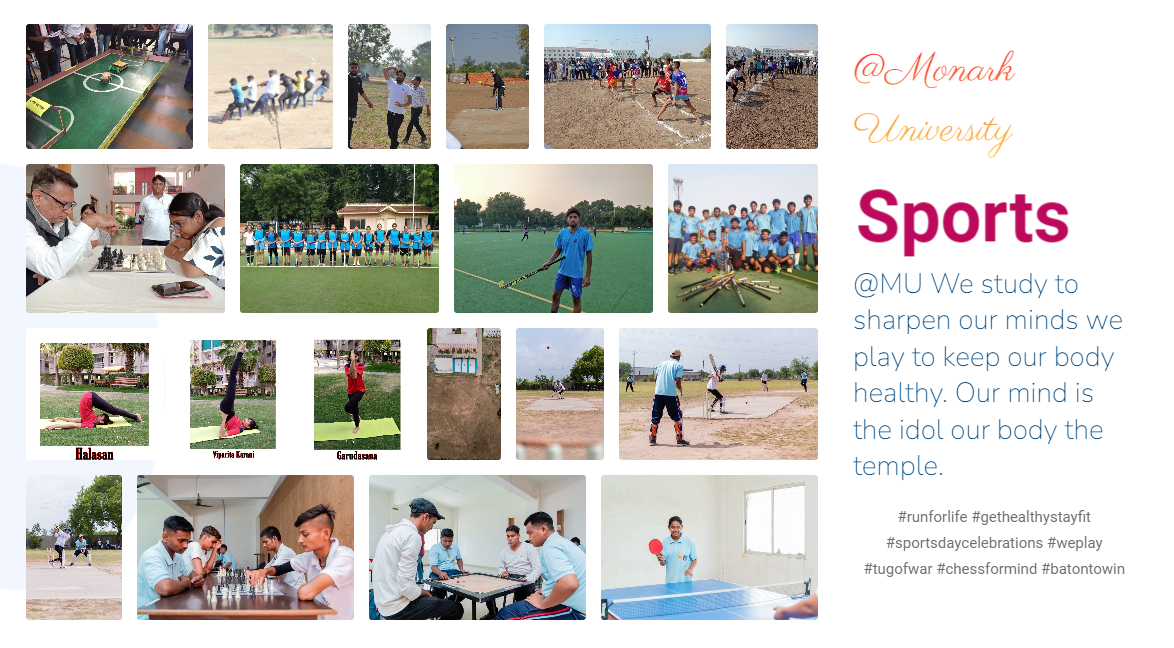 @Monark
University
Sports
@MU We study to
sharpen our minds we
play to keep our body
healthy. Our mind is
the idol our body the
temple.
#runforlife #gethealthystayfit
#sportsdaycelebrations #weplay
#tugofwar #chessformind #batontowin
Halasan
Viparita Karani
Garudasana